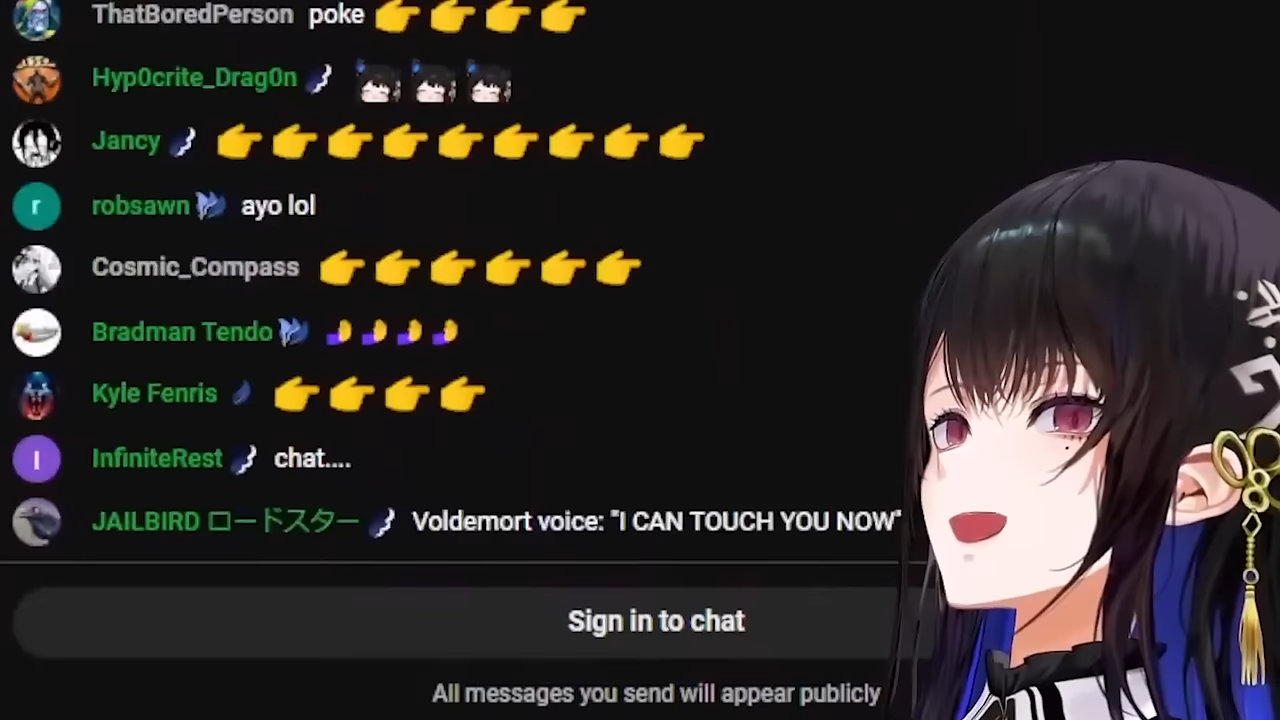 ThatBoredPerson poke 👉👉👉👉
Hyp0crite_Drag0n
Jancy 👉👉👉👉👉👉👉👉👉
r robsawn ayo lol
Cosmic_Compass 👉👉👉👉👉👉
Bradman Tendo
Kyle Fenris 👉👉👉👉
I InfiniteRest chat....
JAILBIRD ロードスター Voldemort voice: "I CAN TOUCH YOU NOW"
Sign in to chat
All messages you send will appear publicly